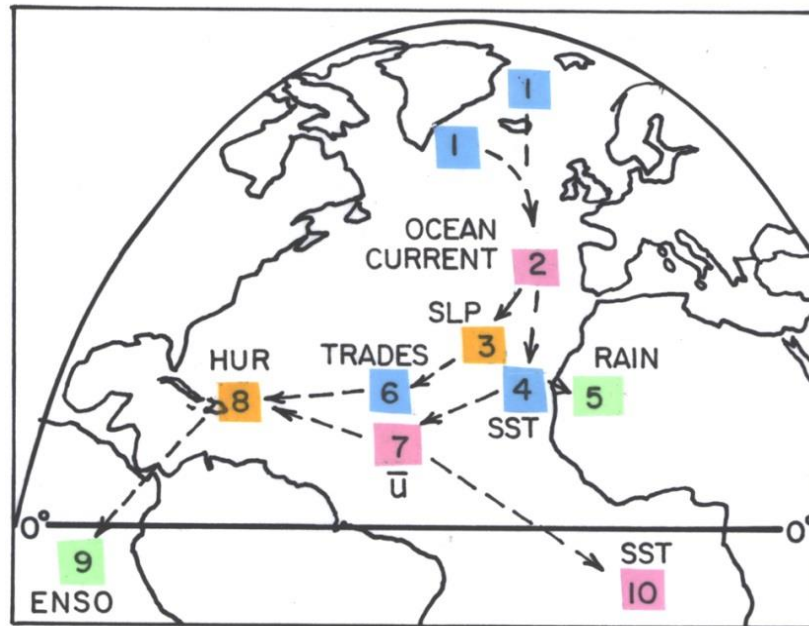 1
1
OCEAN
CURRENT
2
SLP
3
HUR
TRADES
RAIN
8
6
4
5
SST
7
ū
0° 0°
9
SST
ENSO
10